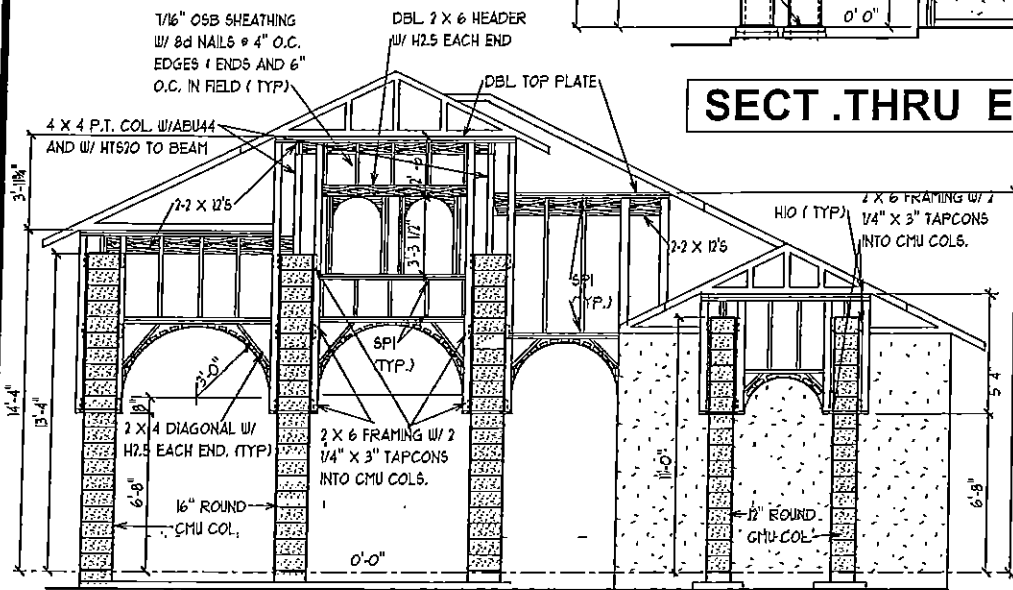 7/16" OSB SHEATHING
W/ 8d NAILS @ 4" O.C.
EDGES & ENDS AND 6"
O.C. IN FIELD ( TYP)
DBL. 2 X 6 HEADER
W/ H2.5 EACH END
0' 0"
DBL. TOP PLATE
SECT .THRU E
4 X 4 P.T. COL. W/ABU44
AND W/ HTS20 TO BEAM
3'-11¾"
2-2 X 12'S
3'-3 1/2"
2-2 X 12'S
H10 ( TYP)
2 X 6 FRAMING W/ 2
1/4" X 3" TAPCONS
INTO CMU COLS.
SP1
(TYP.)
SP1
(TYP.)
3'-0"
14'-4"
13'-4"
8"
6'-8"
2 X 4 DIAGONAL W/
H2.5 EACH END. (TYP)
2 X 6 FRAMING W/ 2
1/4" X 3" TAPCONS
INTO CMU COLS.
16" ROUND
CMU COL.
11'-0"
5'-4"
6'-8"
12" ROUND
CMU COL
0'-0"